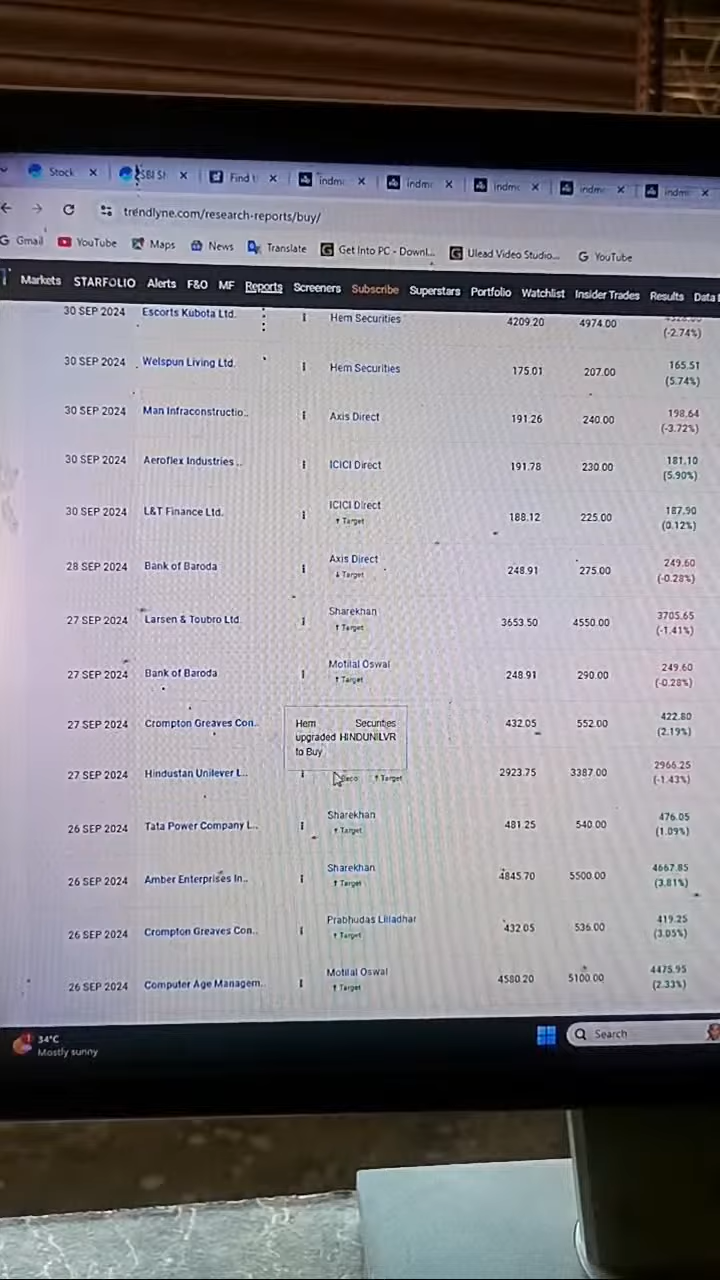 Stock
SBI Sh
Find t
indm
indm
indm
indm
indm
trendlyne.com/research-reports/buy/
Gmail YouTube Maps News Translate Get Into PC - Downl... Ulead Video Studio... YouTube
Markets STARFOLIO Alerts F&O MF Reports Screeners Subscribe Superstars Portfolio Watchlist Insider Trades Results Data
30 SEP 2024 Escorts Kubota Ltd. Hem Securities 4209.20 4974.00
(-2.74%)
30 SEP 2024 Welspun Living Ltd. Hem Securities 175.01 207.00 165.51
(5.74%)
30 SEP 2024 Man Infraconstructio.. Axis Direct 191.26 240.00 198.64
(-3.72%)
30 SEP 2024 Aeroflex Industries .. ICICI Direct 191.78 230.00 181.10
(5.90%)
30 SEP 2024 L&T Finance Ltd. ICICI Direct 188.12 225.00 187.90
↑ Target (0.12%)
28 SEP 2024 Bank of Baroda Axis Direct 248.91 275.00 249.60
↓ Target (-0.28%)
27 SEP 2024 Larsen & Toubro Ltd. Sharekhan 3653.50 4550.00 3705.65
↑ Target (-1.41%)
27 SEP 2024 Bank of Baroda Motilal Oswal 248.91 290.00 249.60
↑ Target (-0.28%)
27 SEP 2024 Crompton Greaves Con.. 432.05 552.00 422.80
(2.19%)
Hem Securities
upgraded HINDUNILVR
to Buy
27 SEP 2024 Hindustan Unilever L.. 2923.75 3387.00 2966.25
Reco ↑ Target (-1.43%)
26 SEP 2024 Tata Power Company L.. Sharekhan 481.25 540.00 476.05
↑ Target (1.09%)
26 SEP 2024 Amber Enterprises In.. Sharekhan 4845.70 5500.00 4667.85
↑ Target (3.81%)
26 SEP 2024 Crompton Greaves Con.. Prabhudas Lilladhar 432.05 536.00 419.25
↑ Target (3.05%)
26 SEP 2024 Computer Age Managem.. Motilal Oswal 4580.20 5100.00 4475.95
↑ Target (2.33%)
34°C
Mostly sunny
Search